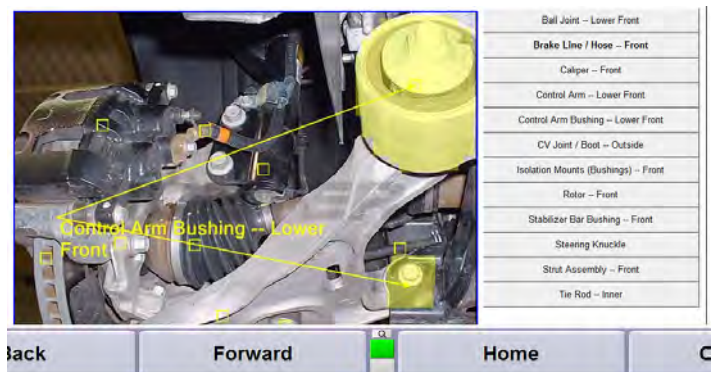 Ball Joint -- Lower Front
Brake Line / Hose -- Front
Caliper -- Front
Control Arm -- Lower Front
Control Arm Bushing -- Lower Front
CV Joint / Boot -- Outside
Isolation Mounts (Bushings) -- Front
Rotor -- Front
Stabilizer Bar Bushing -- Front
Steering Knuckle
Strut Assembly -- Front
Tie Rod -- Inner
Control Arm Bushing -- Lower
Front
Back Forward Home